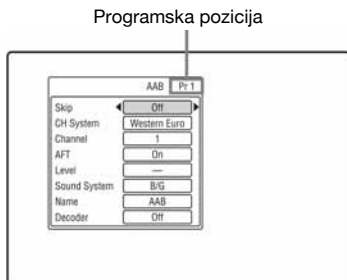 Programska pozicija
AAB Pr 1
Skip Off
CH System Western Euro
Channel 1
AFT On
Level —
Sound System B/G
Name AAB
Decoder Off